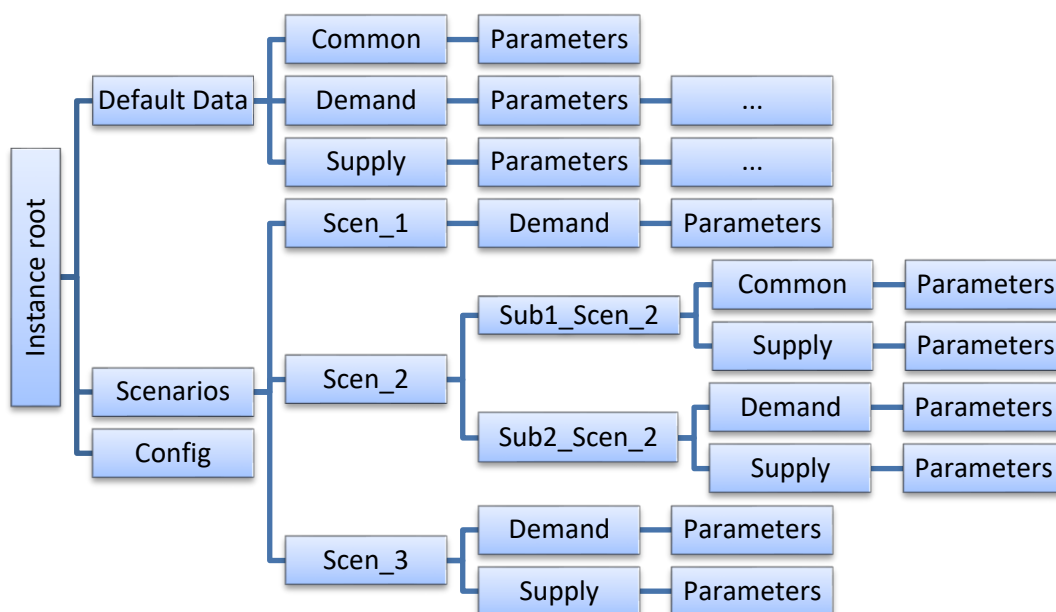 Common
Parameters
Default Data
Demand
Parameters
...
Supply
Parameters
...
Instance root
Scen_1
Demand
Parameters
Scen_2
Sub1_Scen_2
Common
Parameters
Supply
Parameters
Scenarios
Sub2_Scen_2
Demand
Parameters
Supply
Parameters
Config
Scen_3
Demand
Parameters
Supply
Parameters